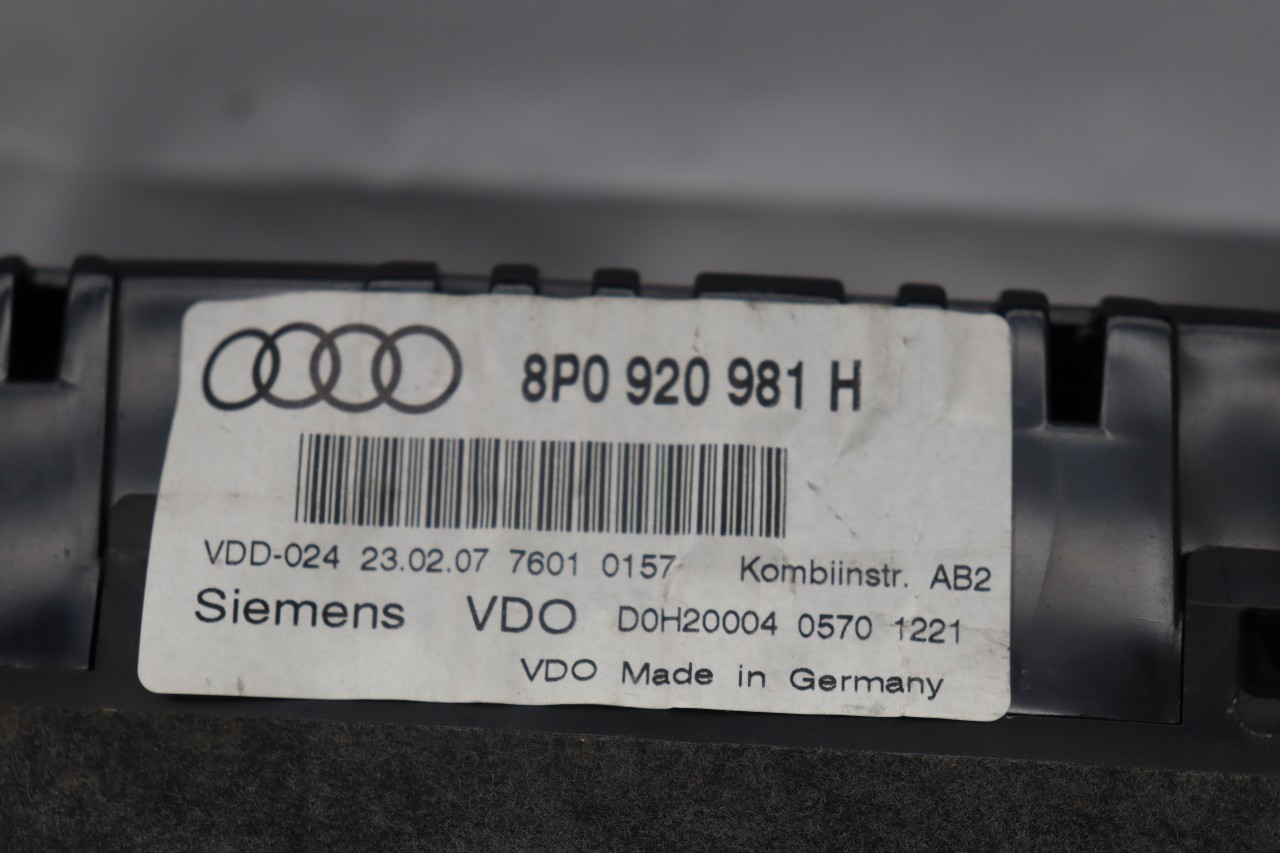 8P0 920 981 H
VDD-024 23.02.07 7601 0157 Kombiinstr. AB2
Siemens VDO D0H20004 0570 1221
VDO Made in Germany